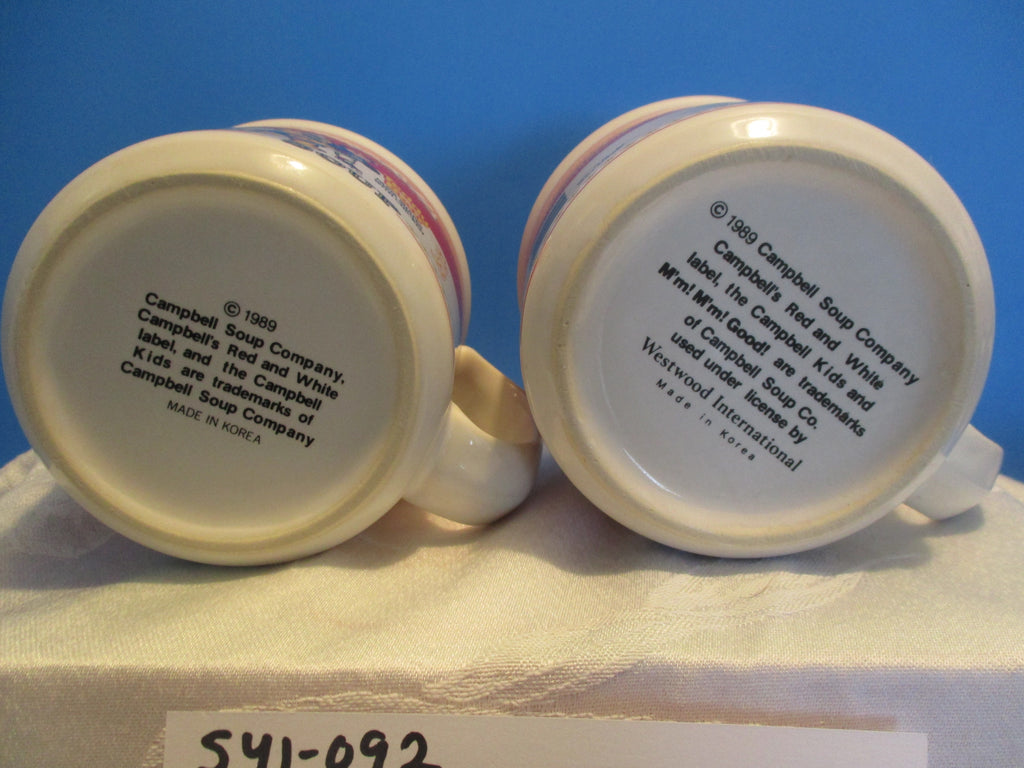 © 1989
Campbell Soup Company,
Campbell's Red and White
label, and the Campbell
Kids are trademarks of
Campbell Soup Company
MADE IN KOREA
© 1989 Campbell Soup Company
Campbell's Red and White
label, the Campbell Kids and
M'm! M'm! Good! are trademarks
of Campbell Soup Co.
used under license by
Westwood International
Made in Korea
SY1-092